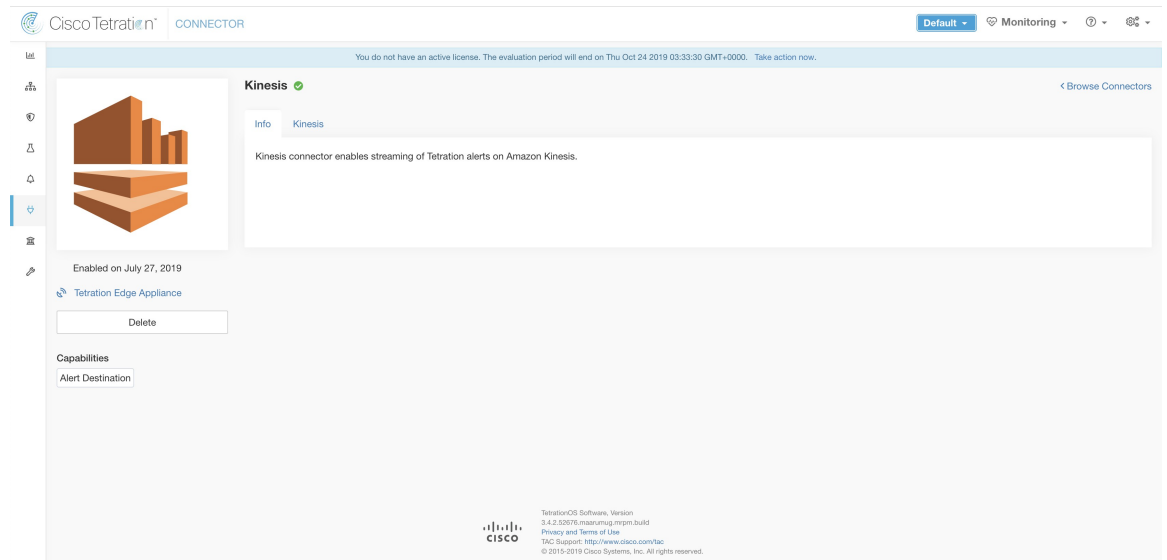 Cisco Tetration™ CONNECTOR Default Monitoring
You do not have an active license. The evaluation period will end on Thu Oct 24 2019 03:33:30 GMT+0000. Take action now.
Kinesis
< Browse Connectors
Info Kinesis
Kinesis connector enables streaming of Tetration alerts on Amazon Kinesis.
Enabled on July 27, 2019
Tetration Edge Appliance
Delete
Capabilities
Alert Destination
CISCO
TetrationOS Software, Version
3.4.2.52676.maarumug.mrpm.build
Privacy and Terms of Use
TAC Support: http://www.cisco.com/tac
© 2015-2019 Cisco Systems, Inc. All rights reserved.